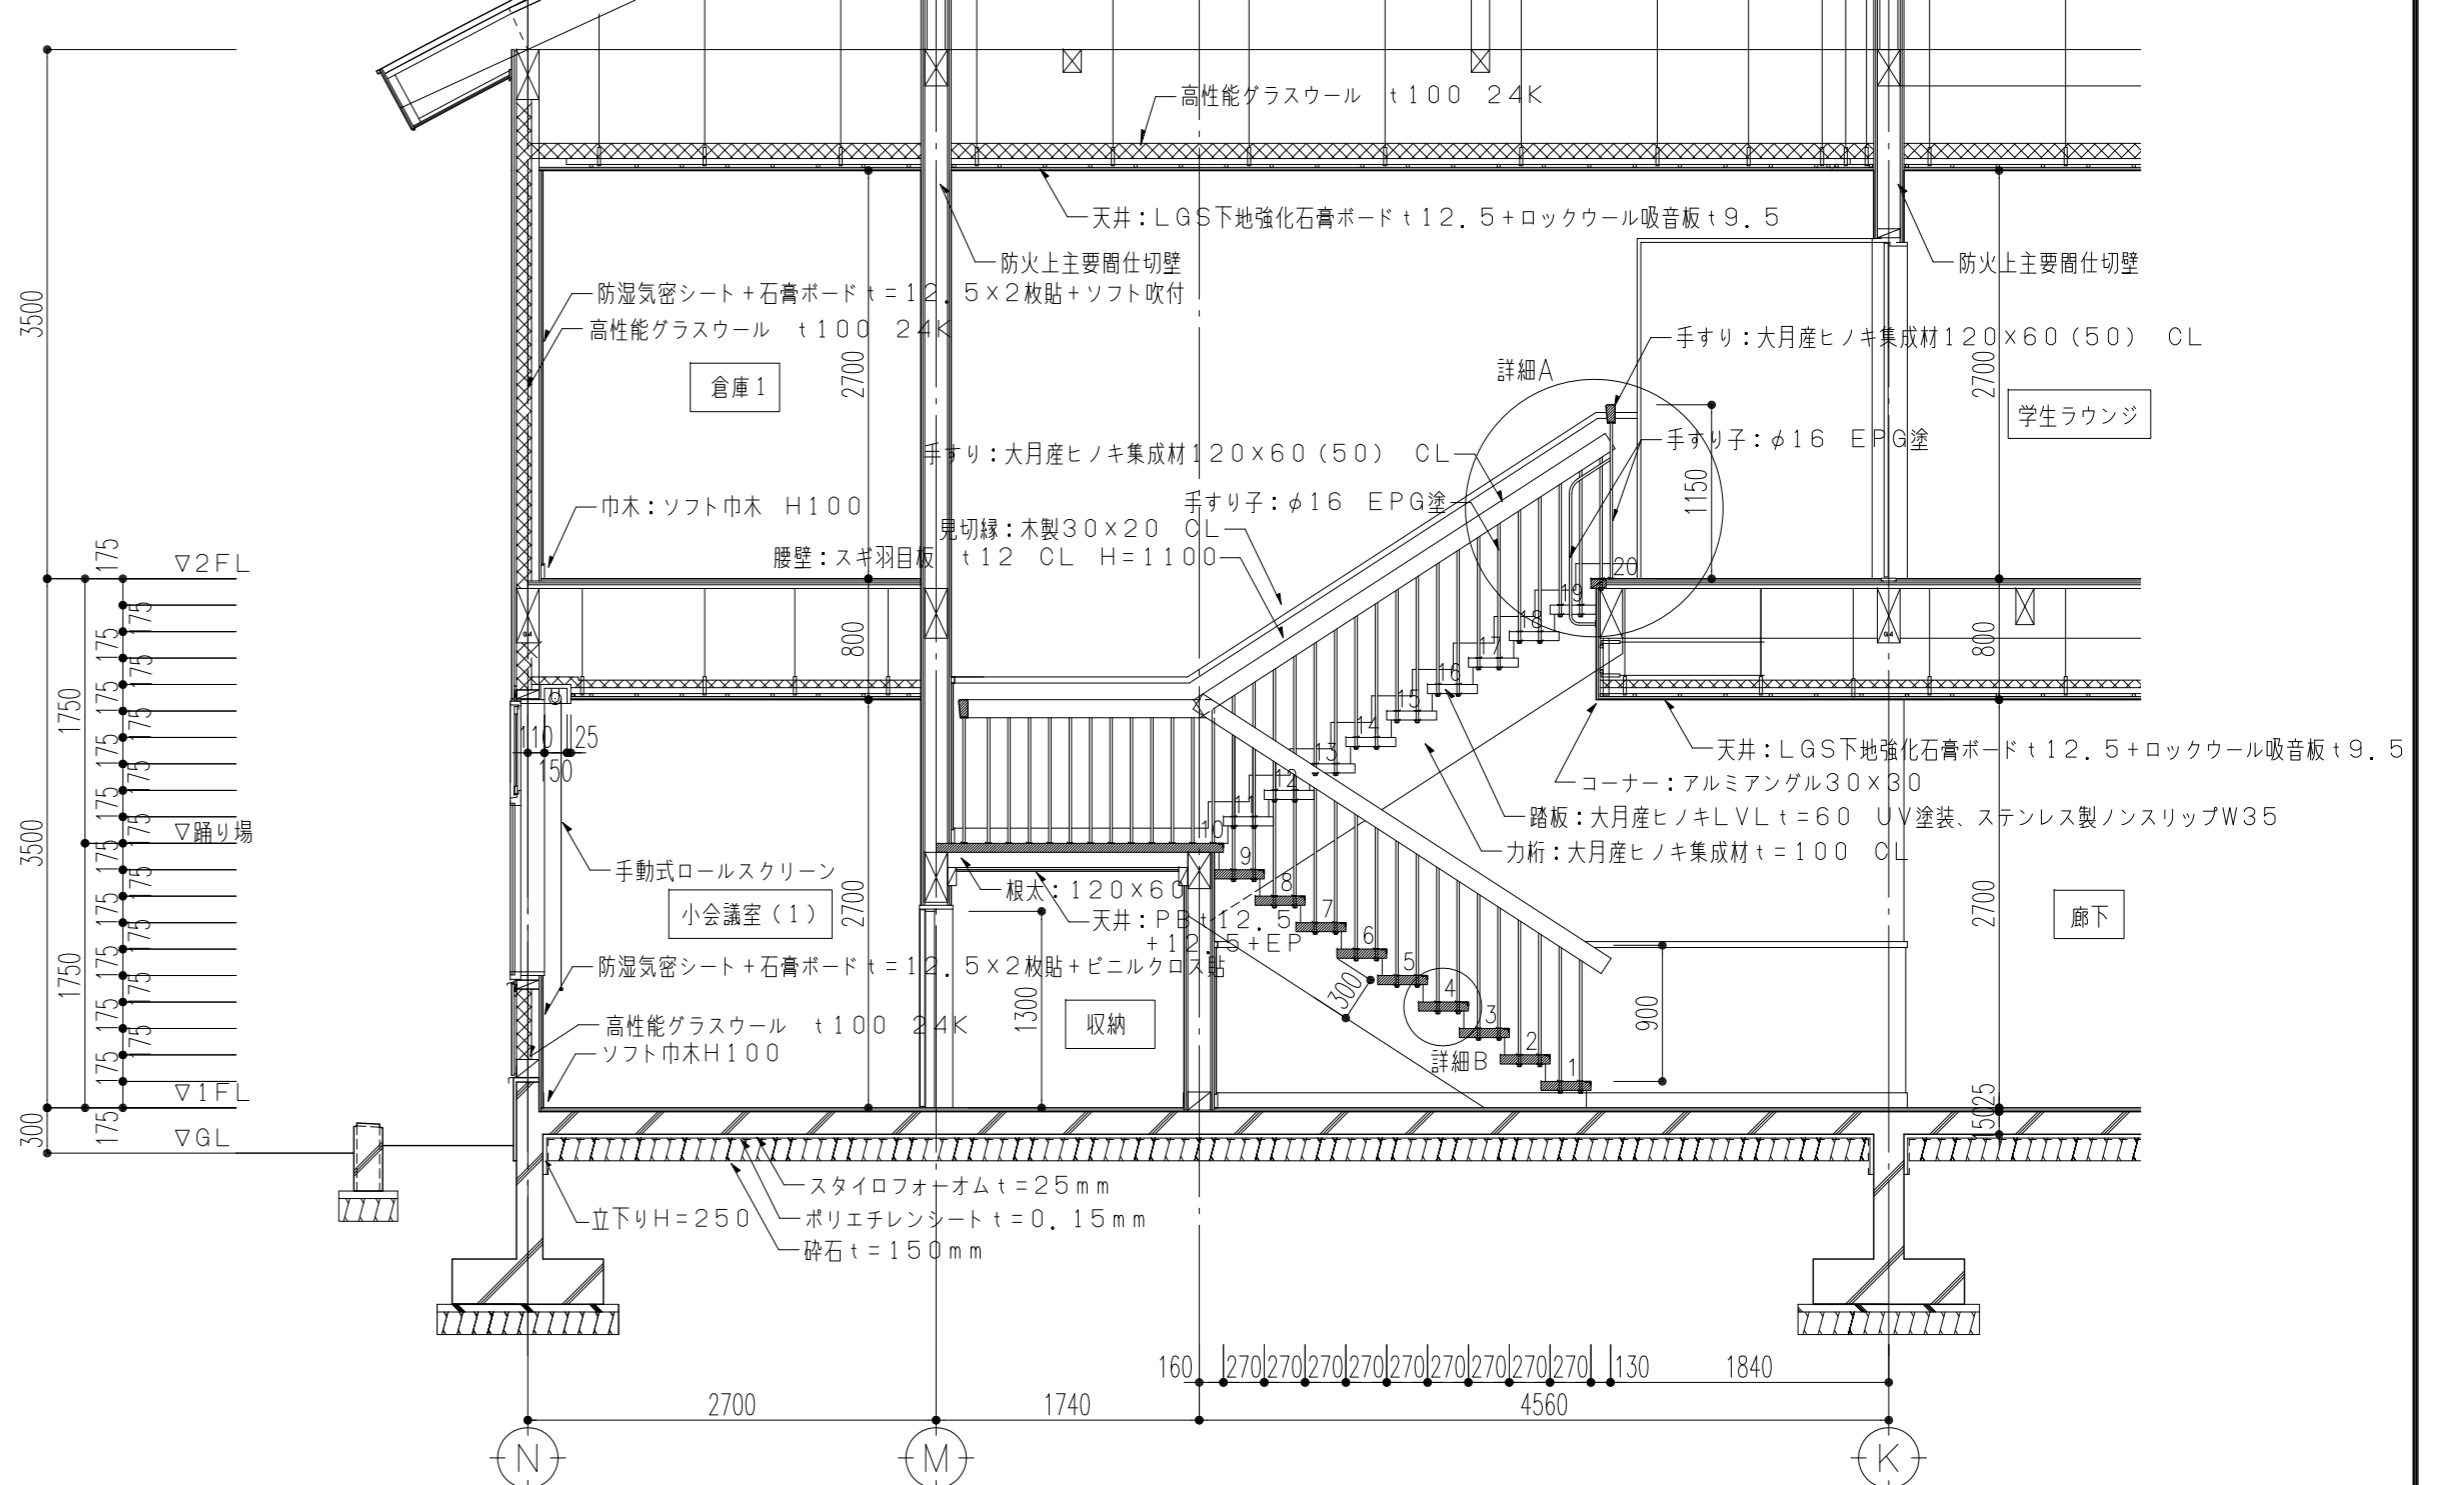 高性能グラスウール　ｔ１００　２４Ｋ
天井：ＬＧＳ下地強化石膏ボードｔ１２．５＋ロックウール吸音板ｔ９．５
防火上主要間仕切壁
防火上主要間仕切壁
防湿気密シート＋石膏ボードｔ＝１２．５×２枚貼＋ソフト吹付
高性能グラスウール　ｔ１００　２４Ｋ
3500
倉庫１
2700
手すり：大月産ヒノキ集成材１２０×６０（５０）　ＣＬ
詳細Ａ
2700
学生ラウンジ
手すり：大月産ヒノキ集成材１２０×６０（５０）　ＣＬ
手すり子：φ１６　ＥＰＧ塗
1150
手すり子：φ１６　ＥＰＧ塗
巾木：ソフト巾木　Ｈ１００
見切縁：木製３０×２０　ＣＬ
腰壁：スギ羽目板　ｔ１２　ＣＬ　Ｈ＝１１００
175
▽２ＦＬ
175
175
175
175
175
175
175
175
175
175
1750
800
800
20
19
18
17
16
15
14
13
12
11
10
110
25
150
天井：ＬＧＳ下地強化石膏ボードｔ１２．５＋ロックウール吸音板ｔ９．５
コーナー：アルミアングル３０×３０
踏板：大月産ヒノキＬＶＬｔ＝６０　ＵＶ塗装、ステンレス製ノンスリップＷ３５
力桁：大月産ヒノキ集成材ｔ＝１００　ＣＬ
3500
▽踊り場
手動式ロールスクリーン
小会議室（１）
2700
根太：１２０×６０
天井：ＰＢｔ１２．５
＋１２．５＋ＥＰ
9
8
7
6
5
4
3
2
1
2700
廊下
防湿気密シート＋石膏ボードｔ＝１２．５×２枚貼＋ビニルクロス貼
1300
収納
300
900
詳細Ｂ
1750
175
175
175
175
175
175
175
175
175
高性能グラスウール　ｔ１００　２４Ｋ
ソフト巾木Ｈ１００
▽１ＦＬ
175
300
▽ＧＬ
25
150
スタイロフォーオムｔ＝２５ｍｍ
立下りＨ＝２５０
ポリエチレンシートｔ＝０．１５ｍｍ
砕石ｔ＝１５０ｍｍ
160
270
270
270
270
270
270
270
270
270
130
1840
2700
1740
4560
N
M
K